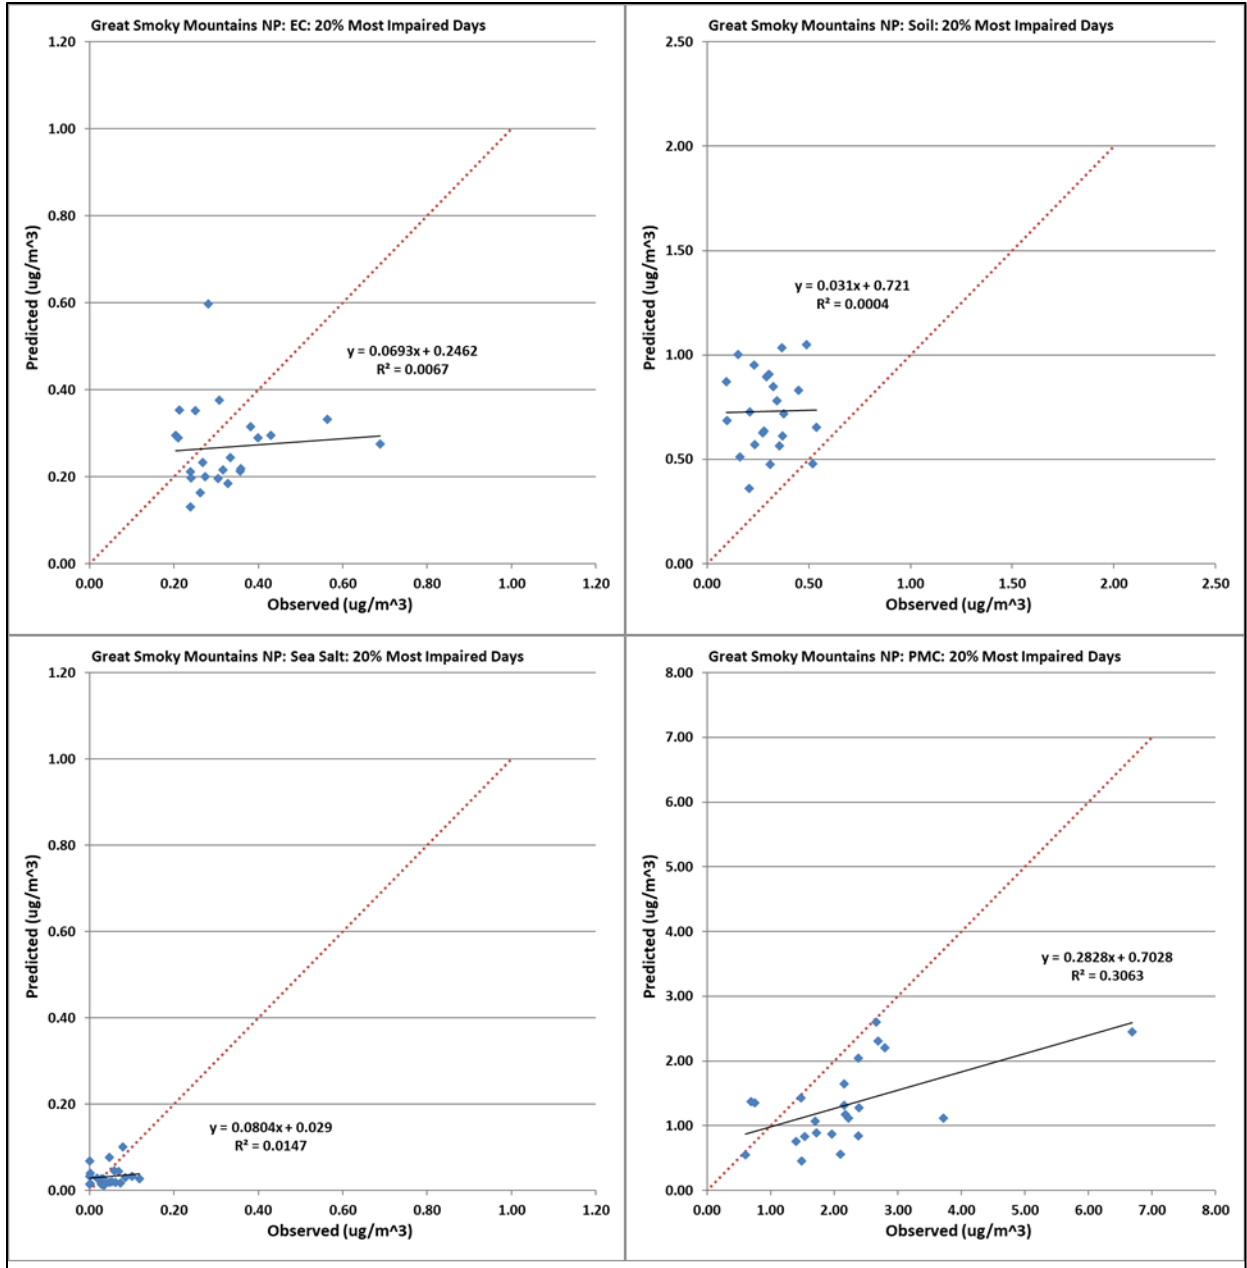 Great Smoky Mountains NP: EC: 20% Most Impaired Days
1.20
1.00
0.80
0.60
0.40
0.20
0.00
Predicted (ug/m^3)
y = 0.0693x + 0.2462
R² = 0.0067
0.00 0.20 0.40 0.60 0.80 1.00 1.20
Observed (ug/m^3)
Great Smoky Mountains NP: Soil: 20% Most Impaired Days
2.50
2.00
1.50
1.00
0.50
0.00
Predicted (ug/m^3)
y = 0.031x + 0.721
R² = 0.0004
0.00 0.50 1.00 1.50 2.00 2.50
Observed (ug/m^3)
Great Smoky Mountains NP: Sea Salt: 20% Most Impaired Days
1.20
1.00
0.80
0.60
0.40
0.20
0.00
Predicted (ug/m^3)
y = 0.0804x + 0.029
R² = 0.0147
0.00 0.20 0.40 0.60 0.80 1.00 1.20
Observed (ug/m^3)
Great Smoky Mountains NP: PMC: 20% Most Impaired Days
8.00
7.00
6.00
5.00
4.00
3.00
2.00
1.00
0.00
Predicted (ug/m^3)
y = 0.2828x + 0.7028
R² = 0.3063
0.00 1.00 2.00 3.00 4.00 5.00 6.00 7.00 8.00
Observed (ug/m^3)